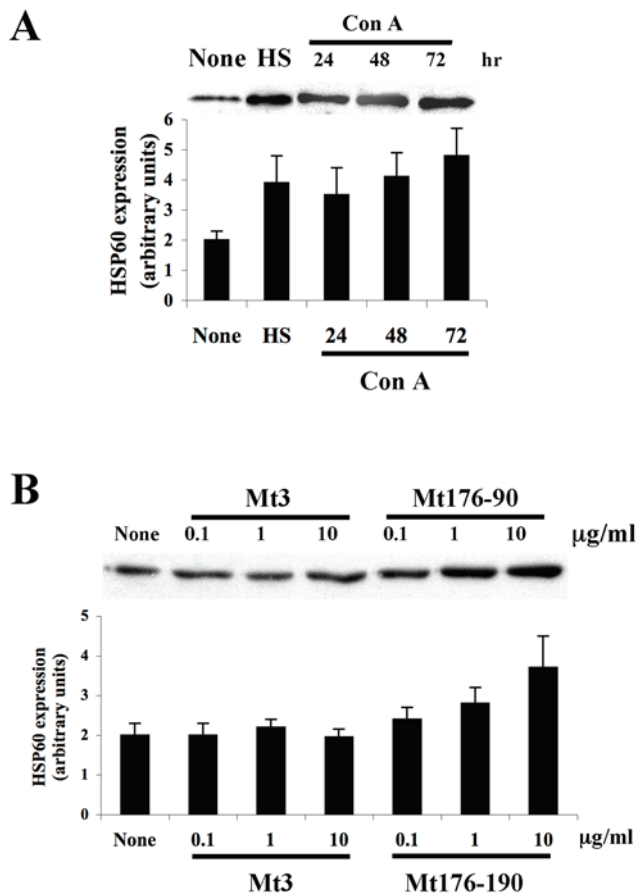 A
Con A
None HS 24 48 72 hr
HSP60 expression
(arbitrary units)
6
5
4
3
2
1
0
None HS 24 48 72
Con A
B
Mt3 Mt176-90
None 0.1 1 10 0.1 1 10 μg/ml
HSP60 expression
(arbitrary units)
5
4
3
2
1
0
None 0.1 1 10 0.1 1 10 μg/ml
Mt3 Mt176-190